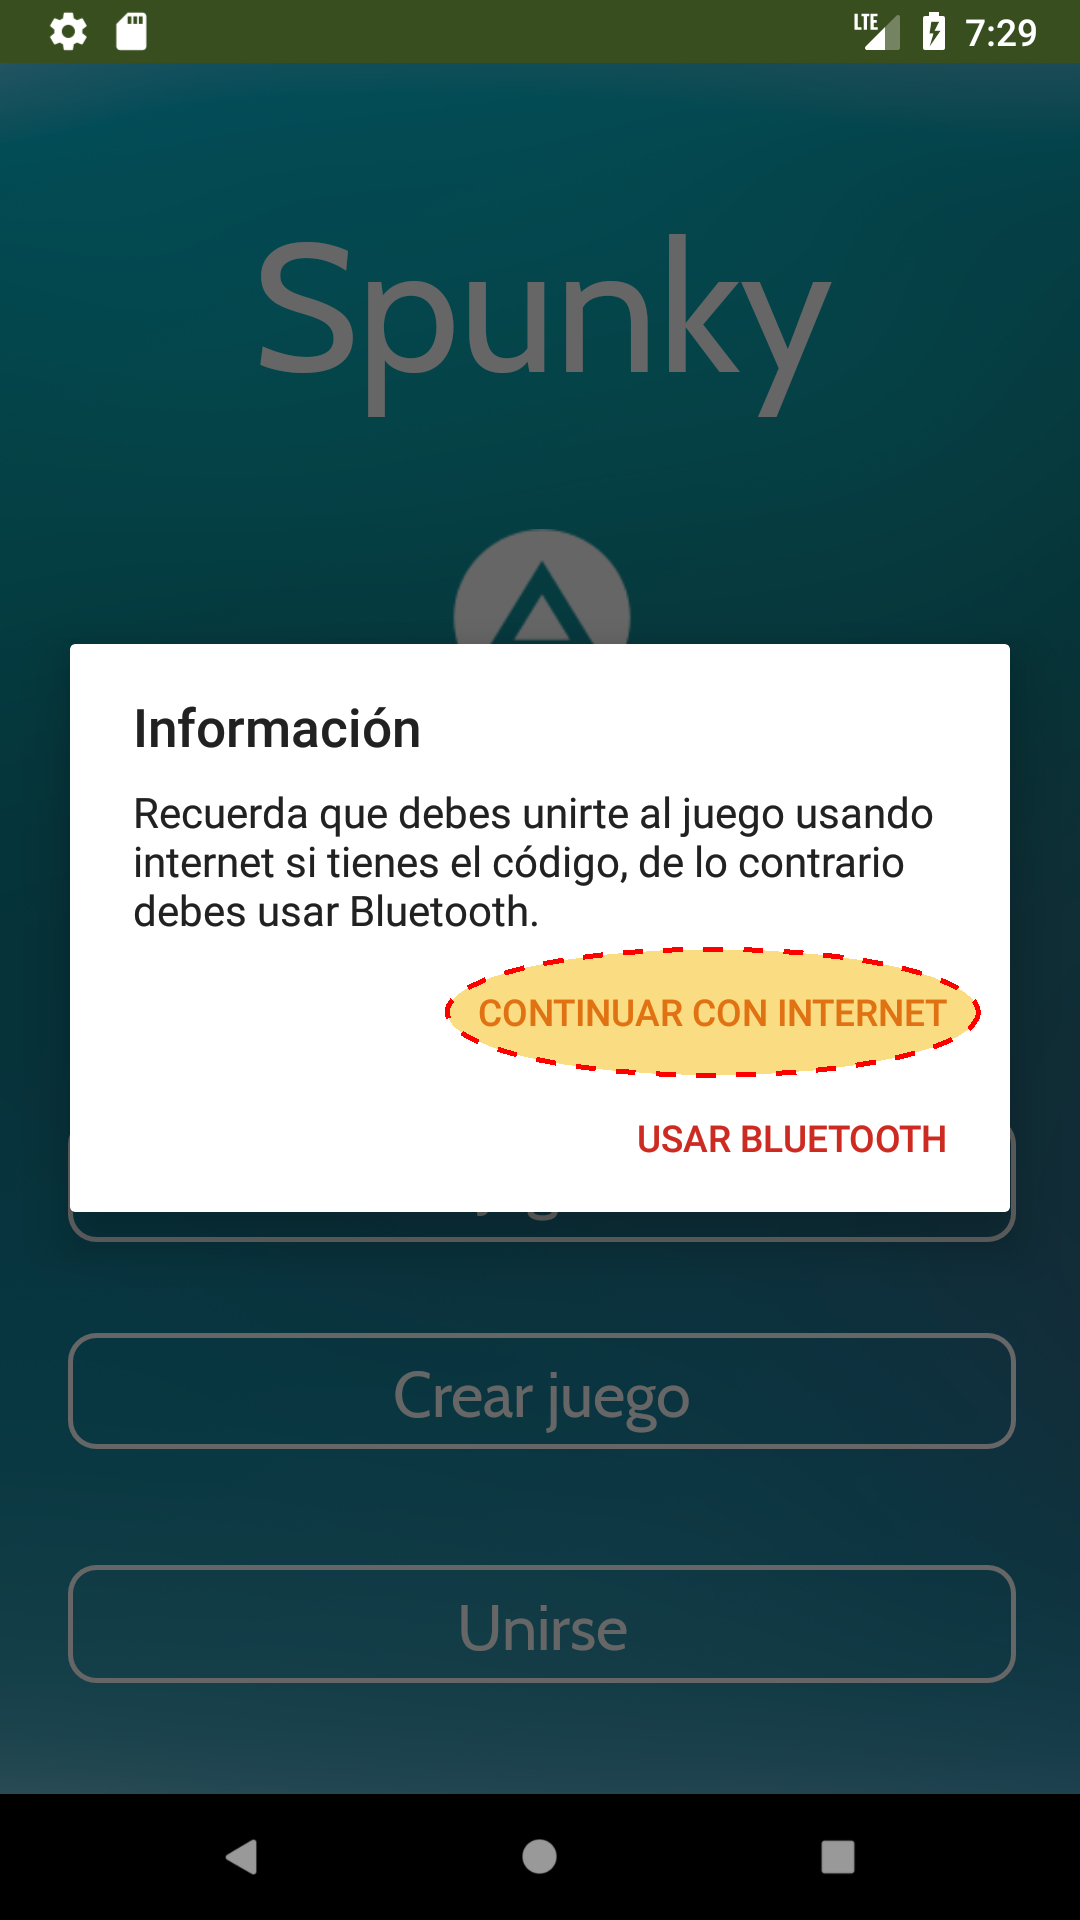 LTE 7:29
Spunky
Información
Recuerda que debes unirte al juego usando
internet si tienes el código, de lo contrario
debes usar Bluetooth.
CONTINUAR CON INTERNET
USAR BLUETOOTH
Crear juego
Unirse